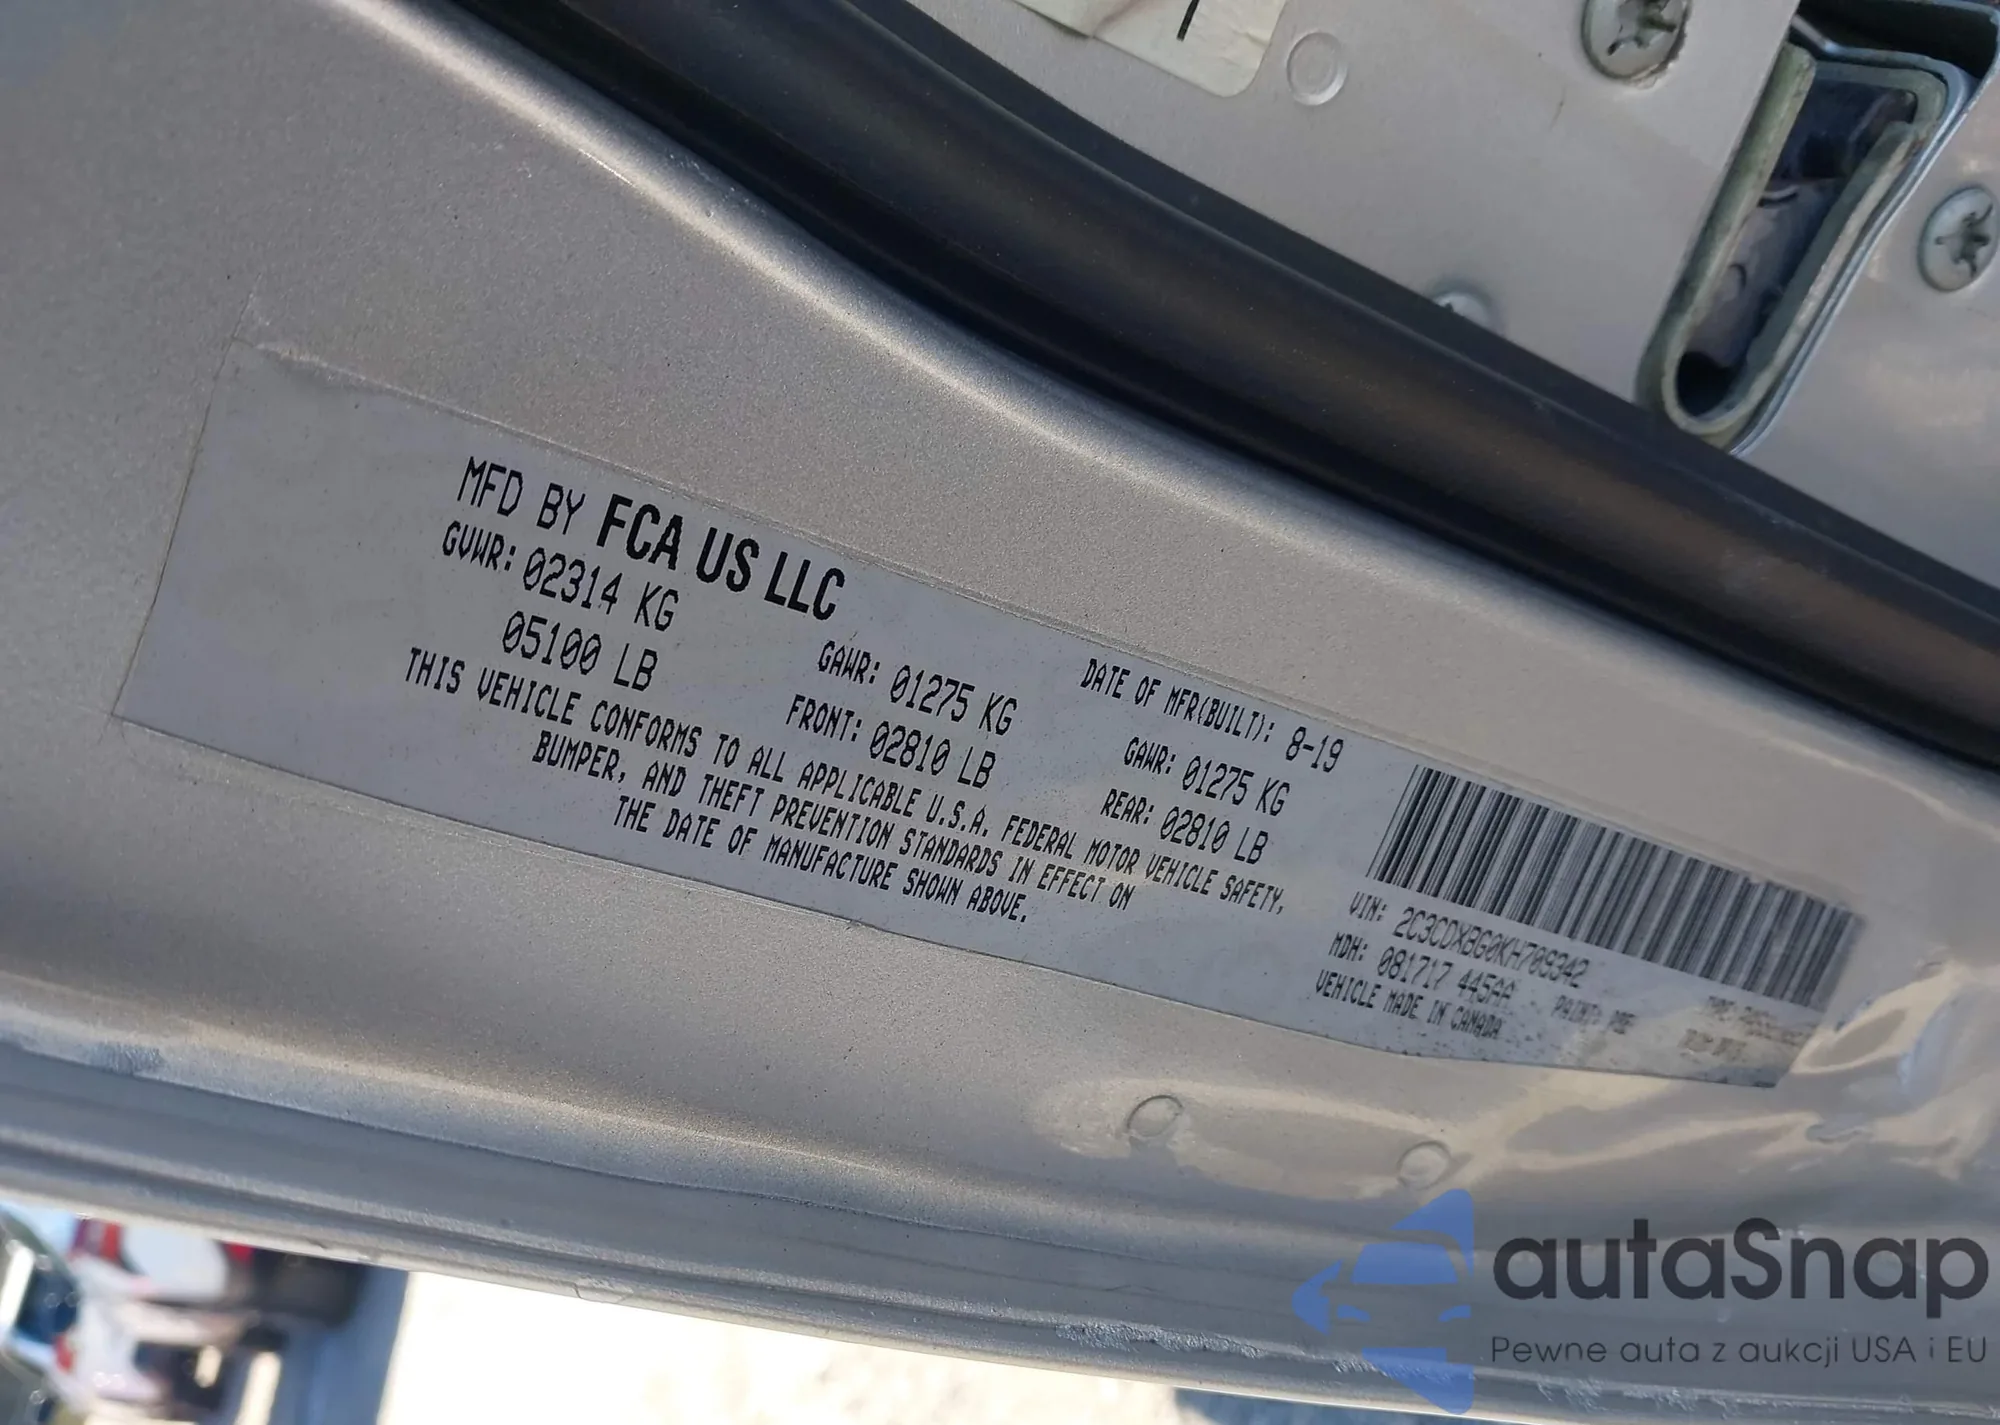 MFD BY FCA US LLC
DATE OF MFR(BUILT): 8-19
GVWR: 02314 KG
05100 LB
GAWR: 01275 KG
FRONT: 02810 LB
GAWR: 01275 KG
REAR: 02810 LB
THIS VEHICLE CONFORMS TO ALL APPLICABLE U.S.A. FEDERAL MOTOR VEHICLE SAFETY,
BUMPER, AND THEFT PREVENTION STANDARDS IN EFFECT ON
THE DATE OF MANUFACTURE SHOWN ABOVE.
VIN: 2C3CDXBG0KH709342
MDH: 081717 445AA PAINT:
VEHICLE MADE IN CANADA
autaSnap
Pewne auta z aukcji USA i EU